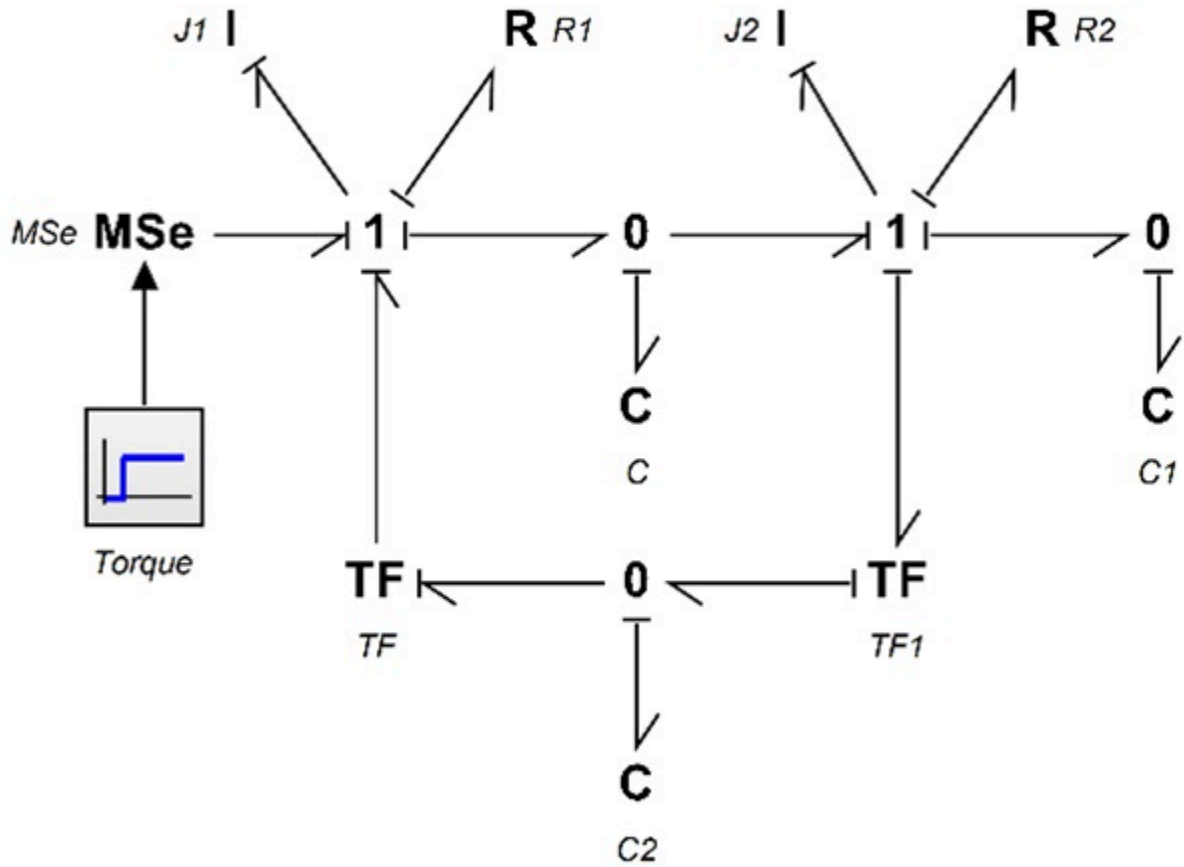 J1 I R R1 J2 I R R2
MSe MSe 1 0 1 0
C C
C C1
Torque
TF 0 TF
TF TF1
C
C2